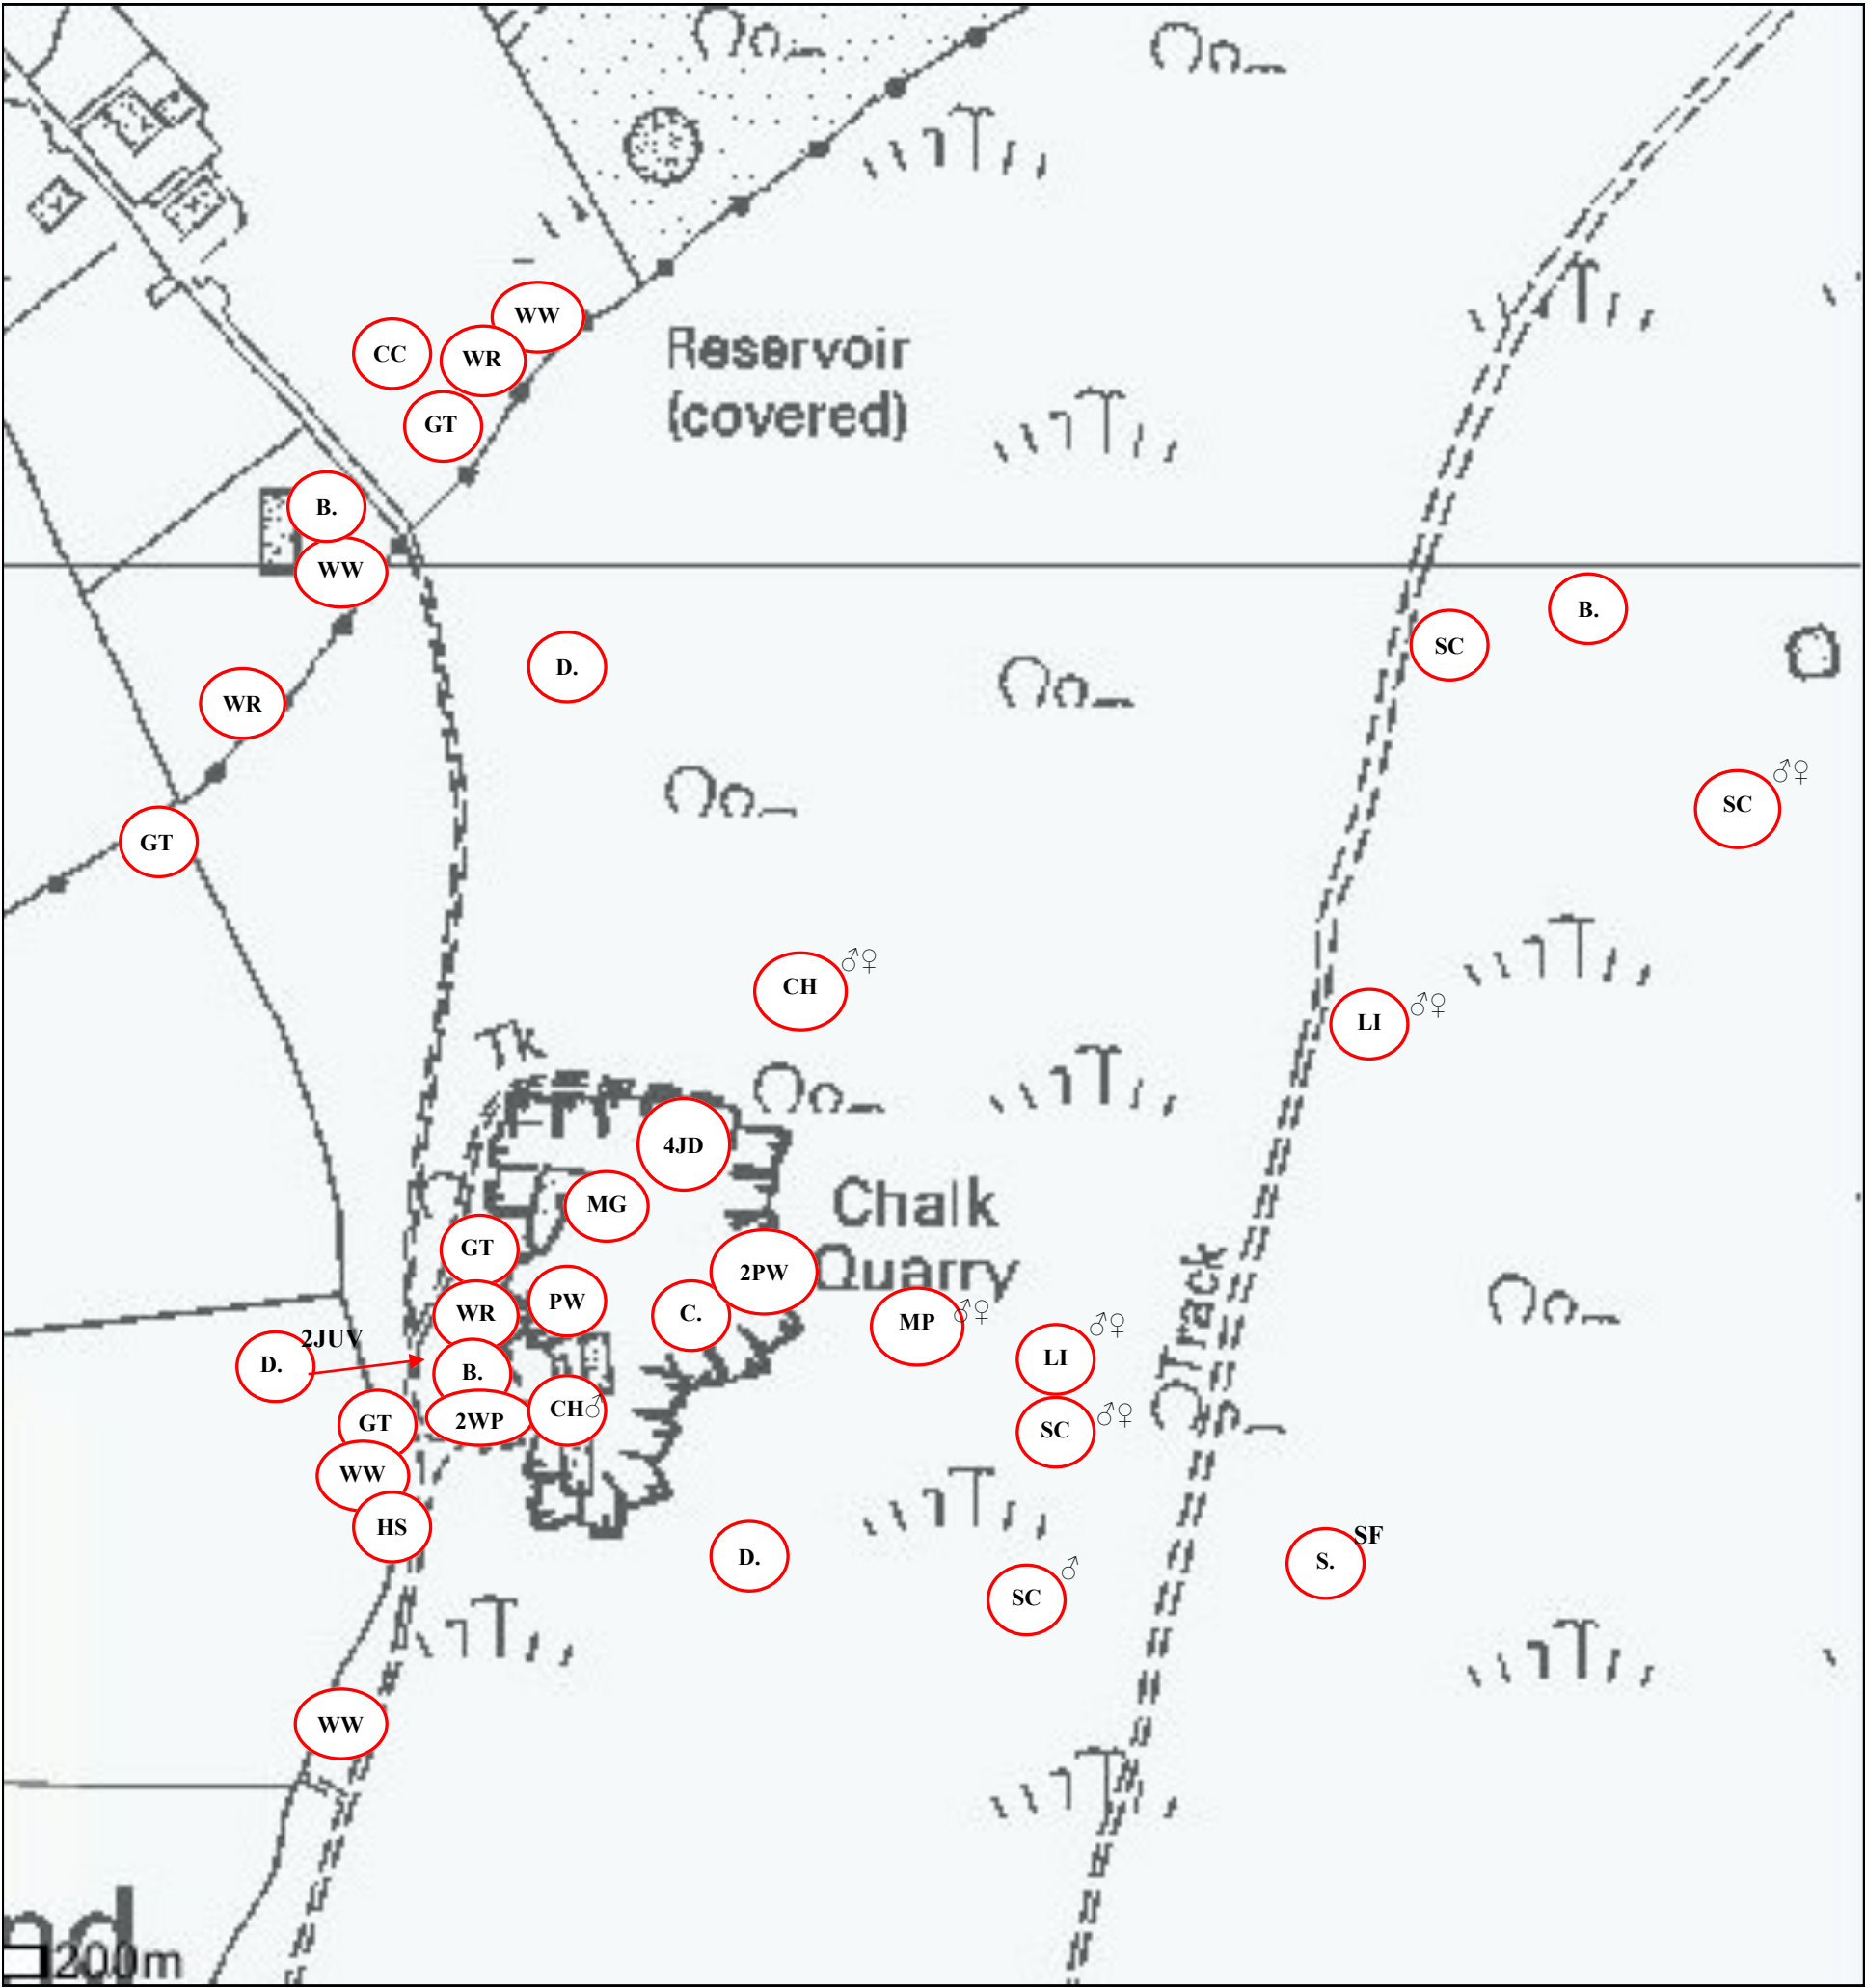 WW
CC
WR
GT
Reservoir
(covered)
B.
WW
B.
SC
D.
WR
SC ♂♀
GT
CH ♂♀
LI ♂♀
Tk
4JD
MG
Chalk
Quarry
GT
2PW
PW
WR
C.
MP ♂♀
Track
2JUV
D.
LI ♂♀
B.
CH♂
2WP
GT
SC ♂♀
WW
HS
SF
D.
S.
SC ♂
WW
nd
200m